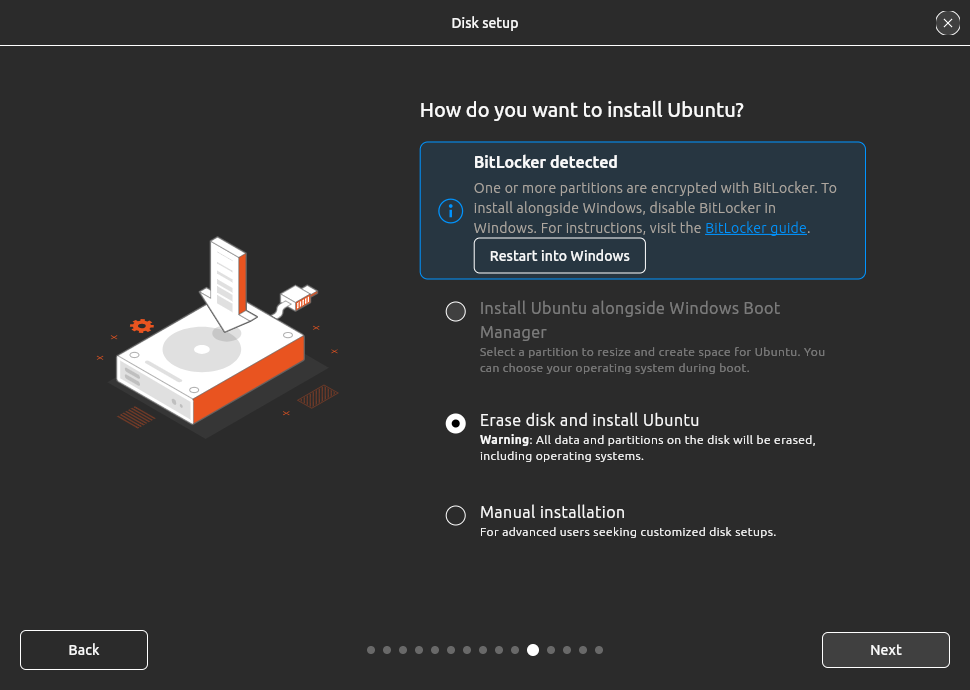 Disk setup
How do you want to install Ubuntu?
BitLocker detected
One or more partitions are encrypted with BitLocker. To
install alongside Windows, disable BitLocker in
Windows. For instructions, visit the BitLocker guide.
Restart into Windows
Install Ubuntu alongside Windows Boot
Manager
Select a partition to resize and create space for Ubuntu. You
can choose your operating system during boot.
Erase disk and install Ubuntu
Warning: All data and partitions on the disk will be erased,
including operating systems.
Manual installation
For advanced users seeking customized disk setups.
Back
Next